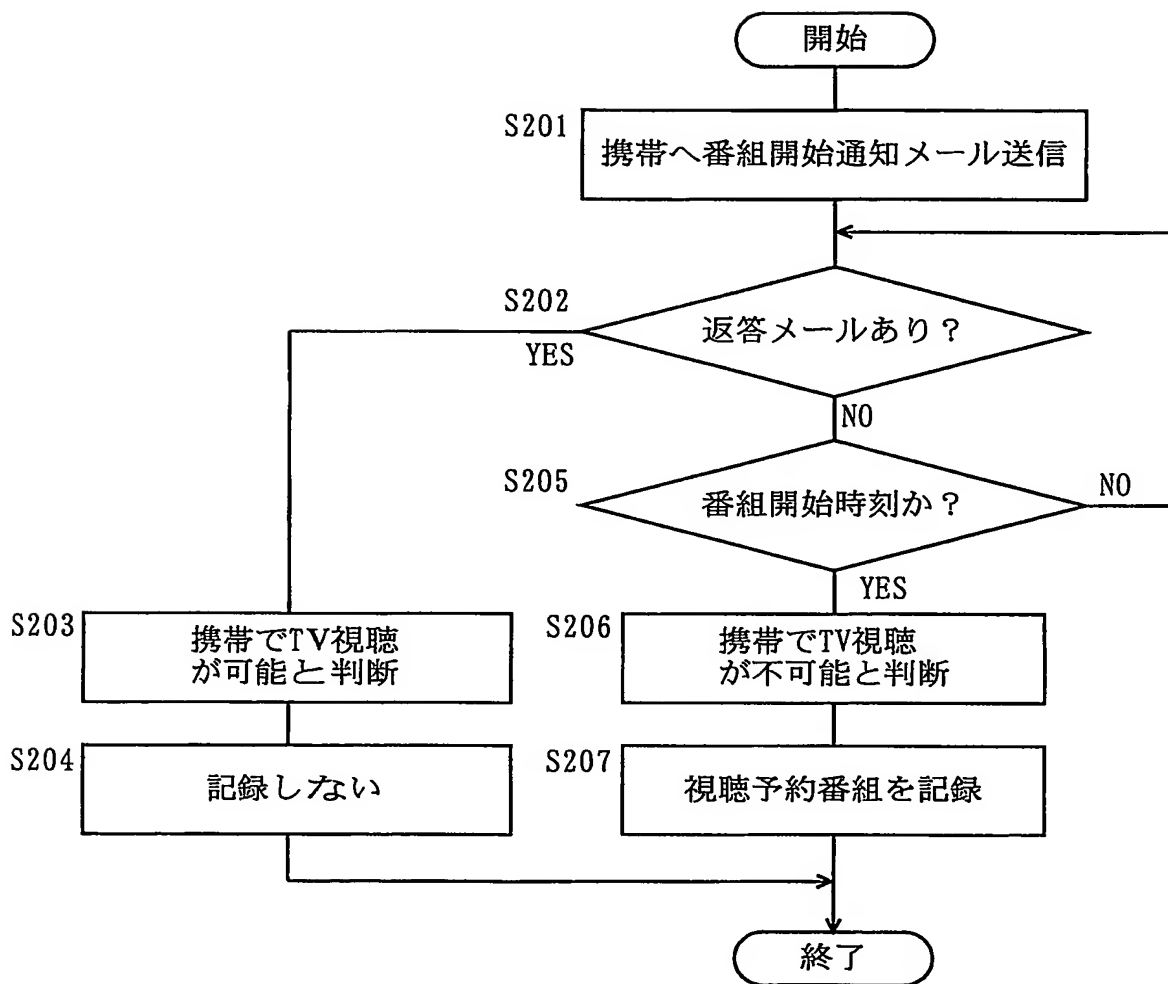 開始
S201
携帯へ番組開始通知メール送信
S202
返答メールあり?
YES
NO
S205
番組開始時刻か?
NO
YES
S203
携帯でTV視聴
が可能と判断
S206
携帯でTV視聴
が不可能と判断
S204
記録しない
S207
視聴予約番組を記録
終了